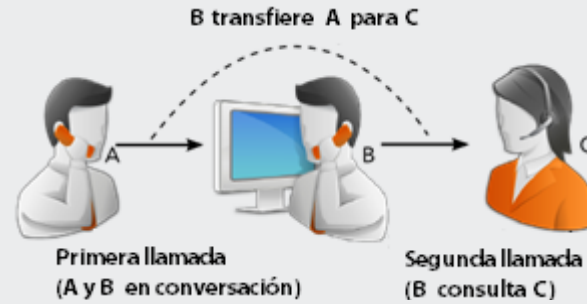 B transfiere A para C
A
B
C
Primera llamada
(A y B en conversación)
Segunda llamada
(B consulta C)